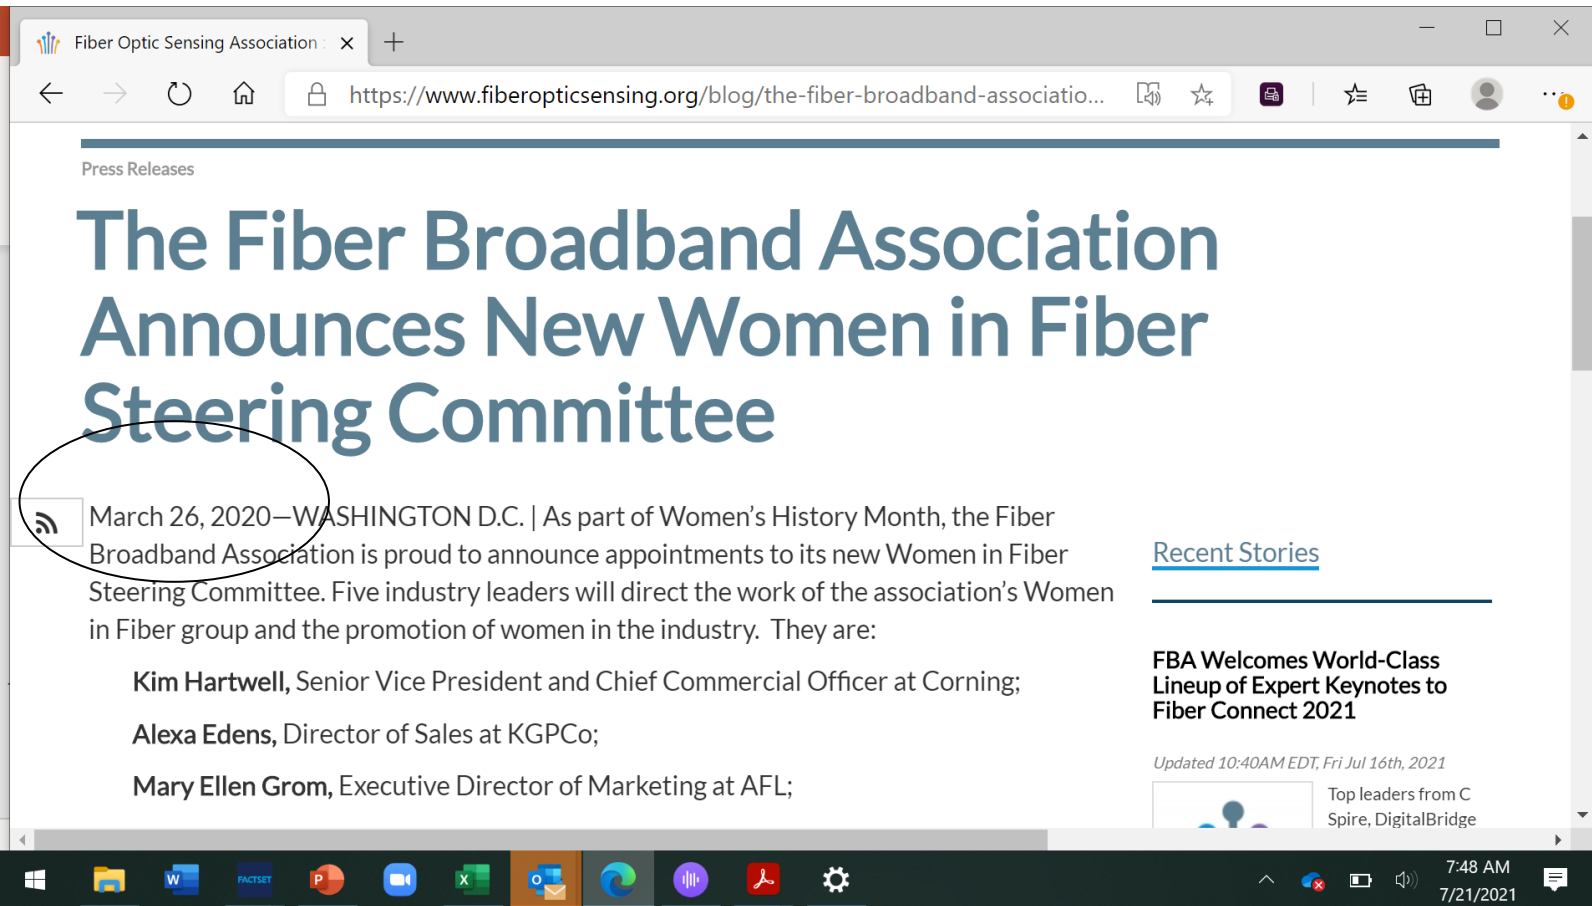 Fiber Optic Sensing Association :
https://www.fiberopticsensing.org/blog/the-fiber-broadband-associatio...
Press Releases
The Fiber Broadband Association
Announces New Women in Fiber
Steering Committee
March 26, 2020—WASHINGTON D.C. | As part of Women's History Month, the Fiber
Broadband Association is proud to announce appointments to its new Women in Fiber
Steering Committee. Five industry leaders will direct the work of the association's Women
in Fiber group and the promotion of women in the industry. They are:
Kim Hartwell, Senior Vice President and Chief Commercial Officer at Corning;
Alexa Edens, Director of Sales at KGPCo;
Mary Ellen Grom, Executive Director of Marketing at AFL;
Recent Stories
FBA Welcomes World-Class
Lineup of Expert Keynotes to
Fiber Connect 2021
Updated 10:40AM EDT, Fri Jul 16th, 2021
Top leaders from C
Spire, DigitalBridge
W
FACTSET
P
X
7:48 AM
7/21/2021